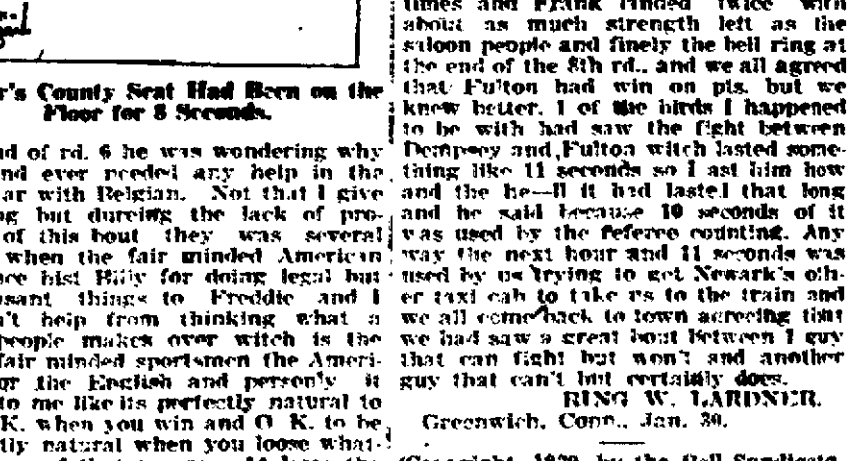 r's County Seat Had Been on the
Floor for 8 Seconds.
nd of rd. 6 he was wondering why
nd ever needed any help in the
ar with Belgian. Not that I give
ng but dureing the lack of pro-
of this bout they was several
when the fair minded American
ce hist Billy for doing legal but
sant things to Freddie and I
n't help from thinking what a
people makes over witch is the
fair minded sportsmen the Ameri-
or the English and personly it
to me like its perfectly natural to
K. when you win and O. K. to be
tly natural when you loose what-
times and Frank landed twice with
about as much strength left as the
saloon people and finely the bell ring at
the end of the 8th rd., and we all agreed
that Fulton had win on pts. but we
knew better. 1 of the birds I happened
to be with had saw the fight between
Dempsey and Fulton witch lasted some-
thing like 11 seconds so I ast him how
and the he—ll it had lasted that long
and he said because 10 seconds of it
was used by the referee counting. Any
way the next hour and 11 seconds was
used by us trying to get Newark's oth-
er taxi cab to take us to the train and
we all come back to town agreeing that
we had saw a great bout between 1 guy
that can fight but won't and another
guy that can't but certainly does.
RING W. LARDNER.
Greenwich, Conn., Jan. 30.
(Copyright, 1920, by the Bell Syndicate